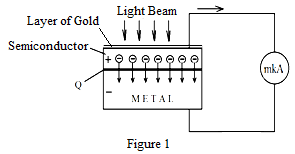 Light Beam
Layer of Gold
Semiconductor
+
Q
−
METAL
mkA
Figure 1